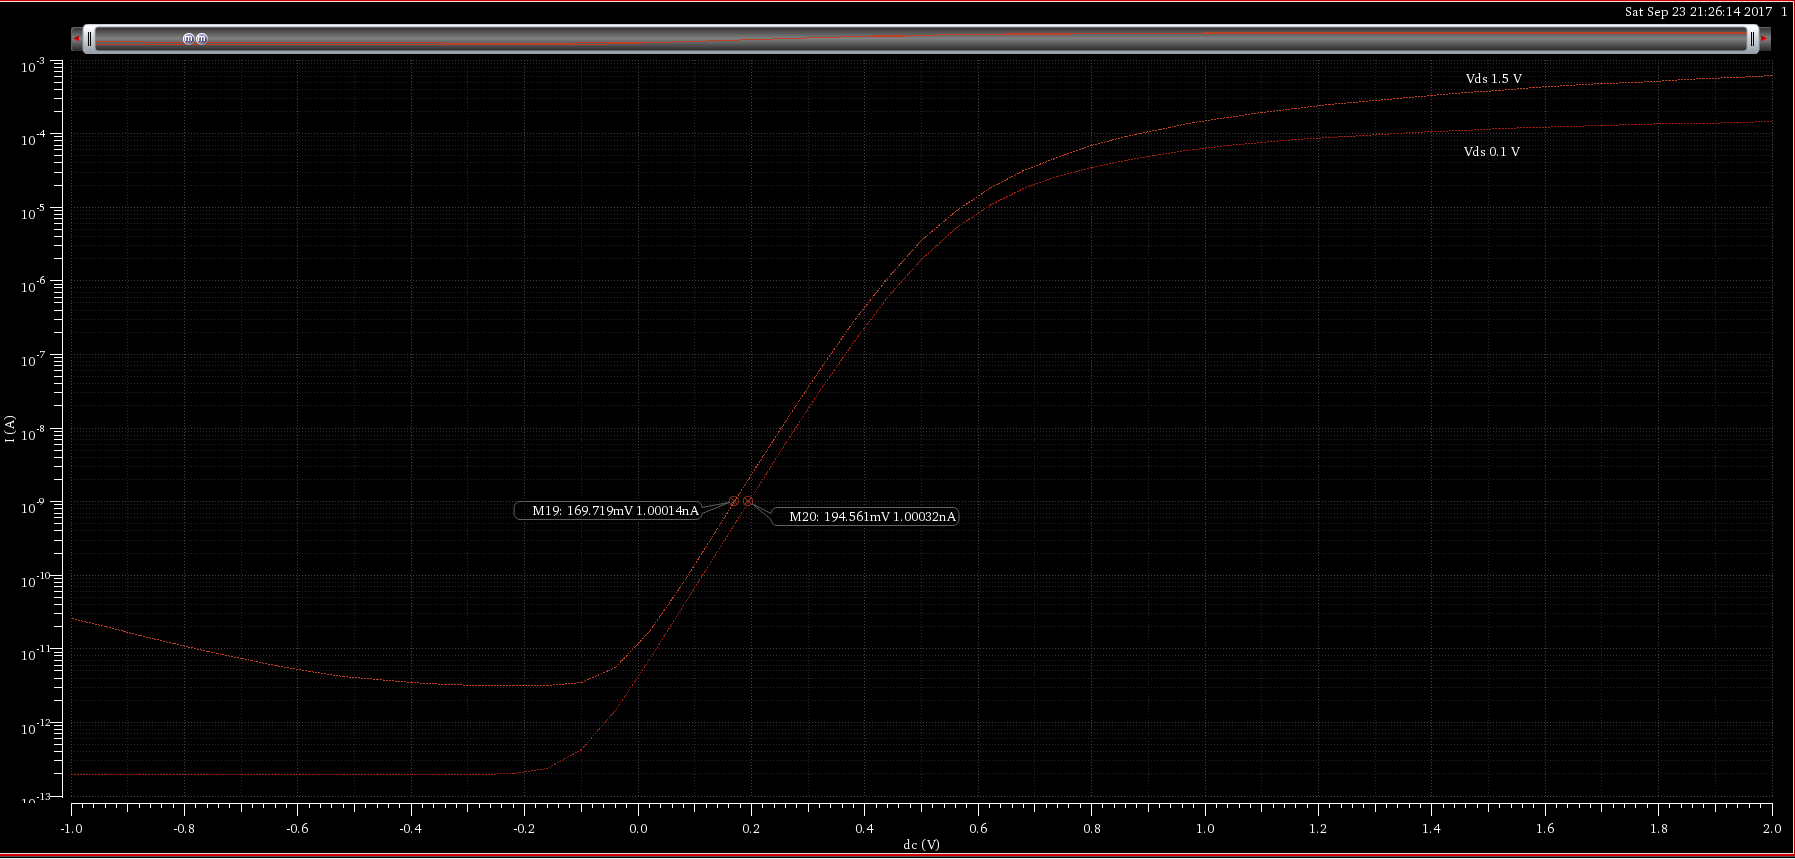 Sat Sep 23 21:26:14 2017 1
m m
10-3
Vds 1.5 V
10-4
Vds 0.1 V
10-5
10-6
10-7
I (A)
10-8
10-9
M19: 169.719mV 1.00014nA
M20: 194.561mV 1.00032nA
10-10
10-11
10-12
10-13
-1.0 -0.8 -0.6 -0.4 -0.2 0.0 0.2 0.4 0.6 0.8 1.0 1.2 1.4 1.6 1.8 2.0
dc (V)